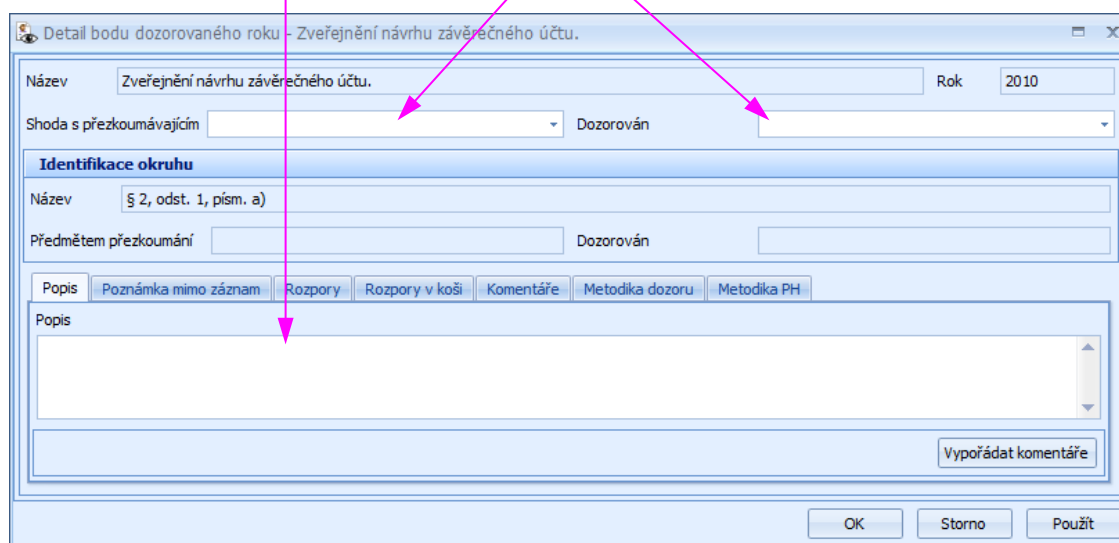 Detail bodu dozorovaného roku - Zveřejnění návrhu závěrečného účtu.
Název Zveřejnění návrhu závěrečného účtu. Rok 2010
Shoda s přezkoumávajícím Dozorován
Identifikace okruhu
Název § 2, odst. 1, písm. a)
Předmětem přezkoumání Dozorován
Popis Poznámka mimo záznam Rozpory Rozpory v koši Komentáře Metodika dozoru Metodika PH
Popis
Vypořádat komentáře
OK Storno Použít